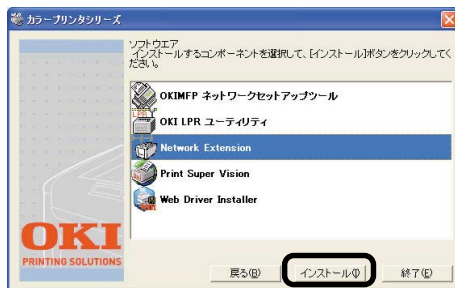 カラープリンタシリーズ
ソフトウエア
インストールするコンポーネントを選択して、[インストール]ボタンをクリックしてく
ださい。
OKIMFP ネットワークセットアップツール
LPR
OKI LPR ユーティリティ
Network Extension
Print Super Vision
Web Driver Installer
OKI
PRINTING SOLUTIONS
戻る(B)
インストール(I)
終了(E)